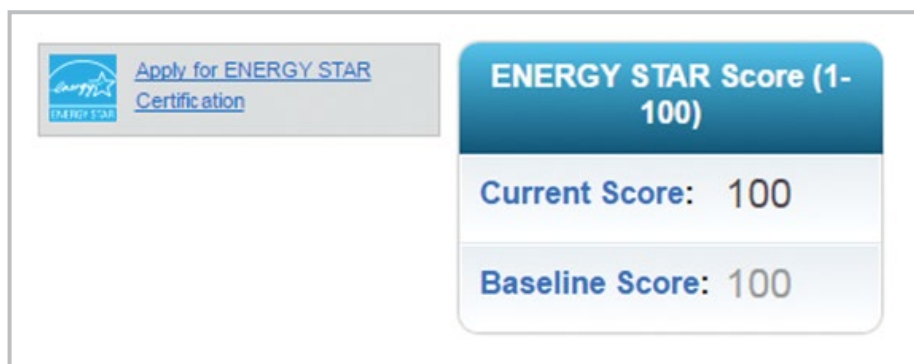 Apply for ENERGY STAR
Certification
energy
ENERGY STAR
ENERGY STAR Score (1-
100)
Current Score: 100
Baseline Score: 100